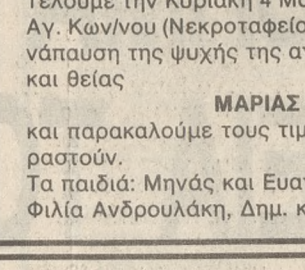 Τελούμε την Κυριακή 4
Αγ. Κων/νου (Νεκροταφείο
νάπαυση της ψυχής της
και θείας
ΜΑΡΙΑΣ
και παρακαλούμε τους
ραστούν.
Τα παιδιά: Μηνάς και
Φιλία Ανδρουλάκη, Δημ.